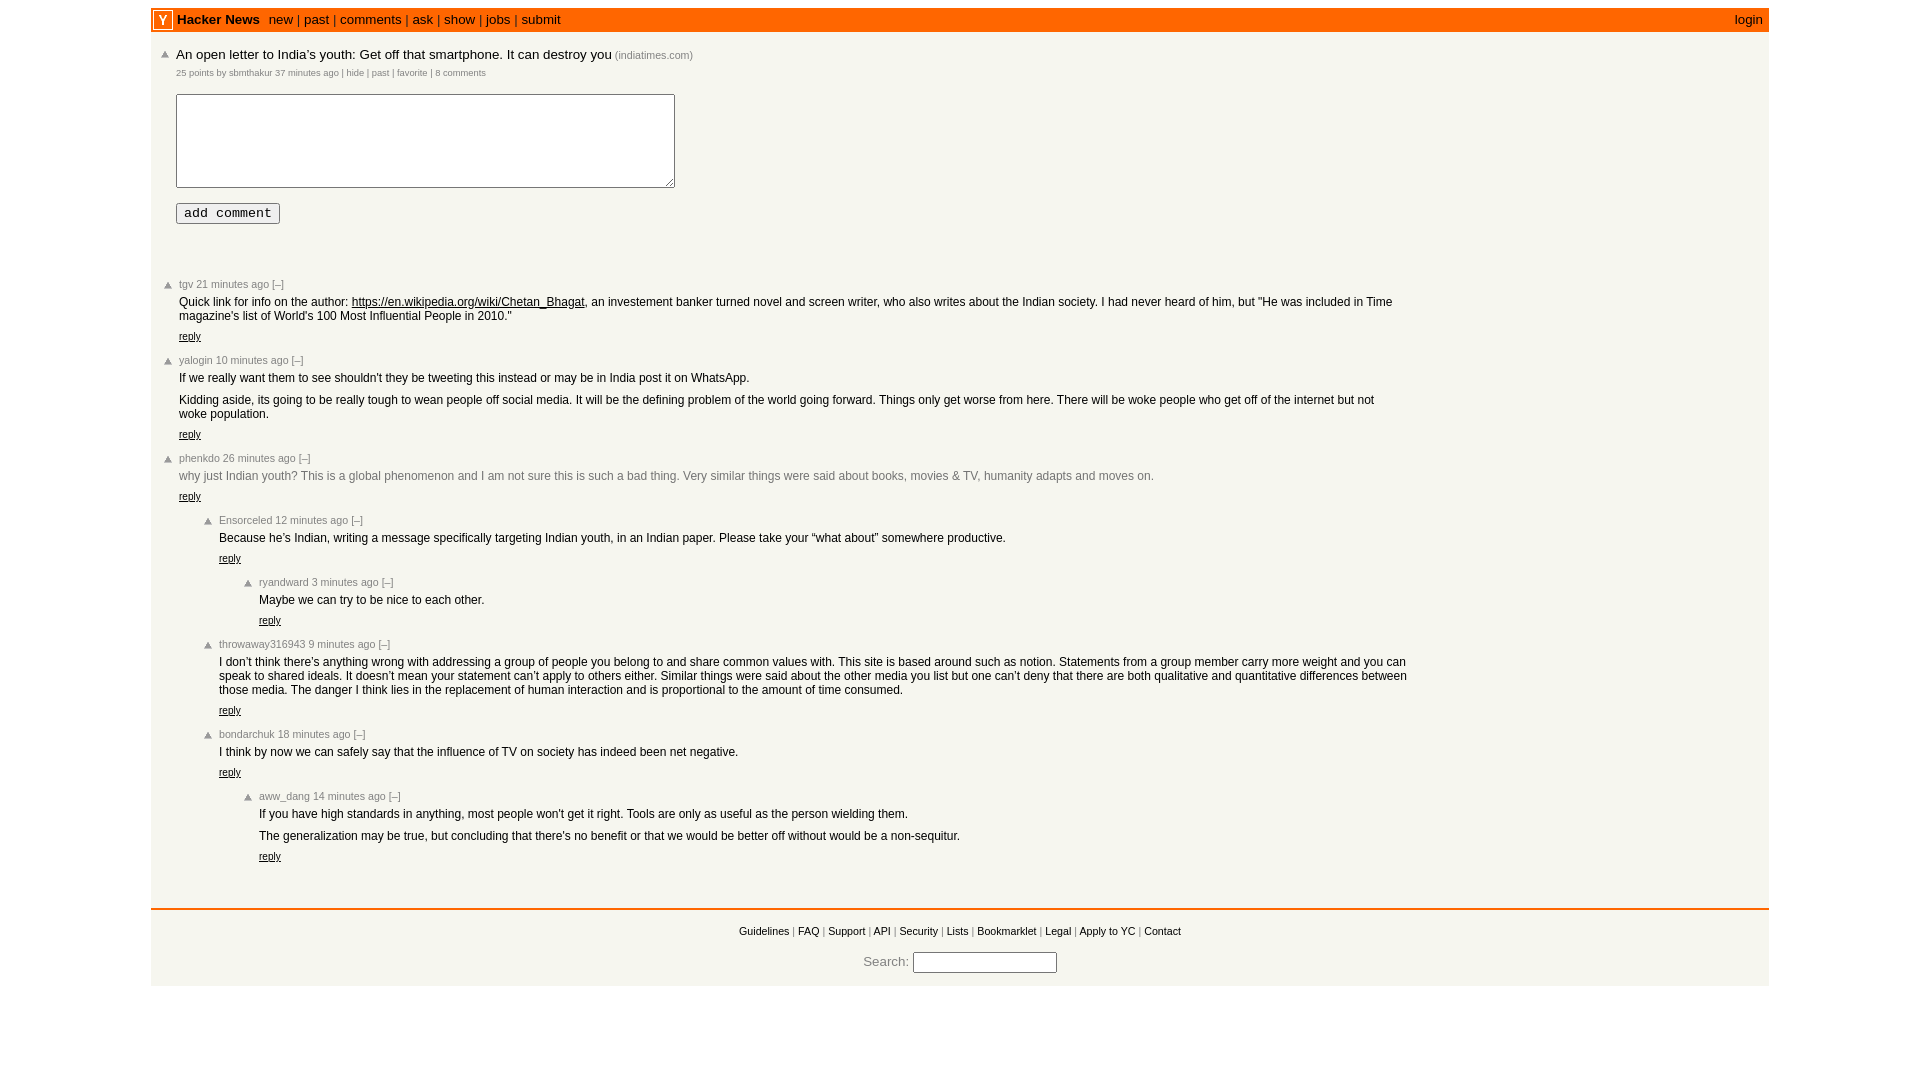 Y Hacker News new | past | comments | ask | show | jobs | submit login
An open letter to India's youth: Get off that smartphone. It can destroy you (indiatimes.com)
25 points by sbmthakur 37 minutes ago | hide | past | favorite | 8 comments
add comment
tgv 21 minutes ago [–]
Quick link for info on the author: https://en.wikipedia.org/wiki/Chetan_Bhagat, an investement banker turned novel and screen writer, who also writes about the Indian society. I had never heard of him, but "He was included in Time
magazine's list of World's 100 Most Influential People in 2010."
reply
yalogin 10 minutes ago [–]
If we really want them to see shouldn't they be tweeting this instead or may be in India post it on WhatsApp.
Kidding aside, its going to be really tough to wean people off social media. It will be the defining problem of the world going forward. Things only get worse from here. There will be woke people who get off of the internet but not
woke population.
reply
phenkdo 26 minutes ago [–]
why just Indian youth? This is a global phenomenon and I am not sure this is such a bad thing. Very similar things were said about books, movies & TV, humanity adapts and moves on.
reply
Ensorceled 12 minutes ago [–]
Because he’s Indian, writing a message specifically targeting Indian youth, in an Indian paper. Please take your “what about” somewhere productive.
reply
ryandward 3 minutes ago [–]
Maybe we can try to be nice to each other.
reply
throwaway316943 9 minutes ago [–]
I don’t think there’s anything wrong with addressing a group of people you belong to and share common values with. This site is based around such as notion. Statements from a group member carry more weight and you can
speak to shared ideals. It doesn’t mean your statement can’t apply to others either. Similar things were said about the other media you list but one can’t deny that there are both qualitative and quantitative differences between
those media. The danger I think lies in the replacement of human interaction and is proportional to the amount of time consumed.
reply
bondarchuk 18 minutes ago [–]
I think by now we can safely say that the influence of TV on society has indeed been net negative.
reply
aww_dang 14 minutes ago [–]
If you have high standards in anything, most people won't get it right. Tools are only as useful as the person wielding them.
The generalization may be true, but concluding that there's no benefit or that we would be better off without would be a non-sequitur.
reply
Guidelines | FAQ | Support | API | Security | Lists | Bookmarklet | Legal | Apply to YC | Contact
Search: